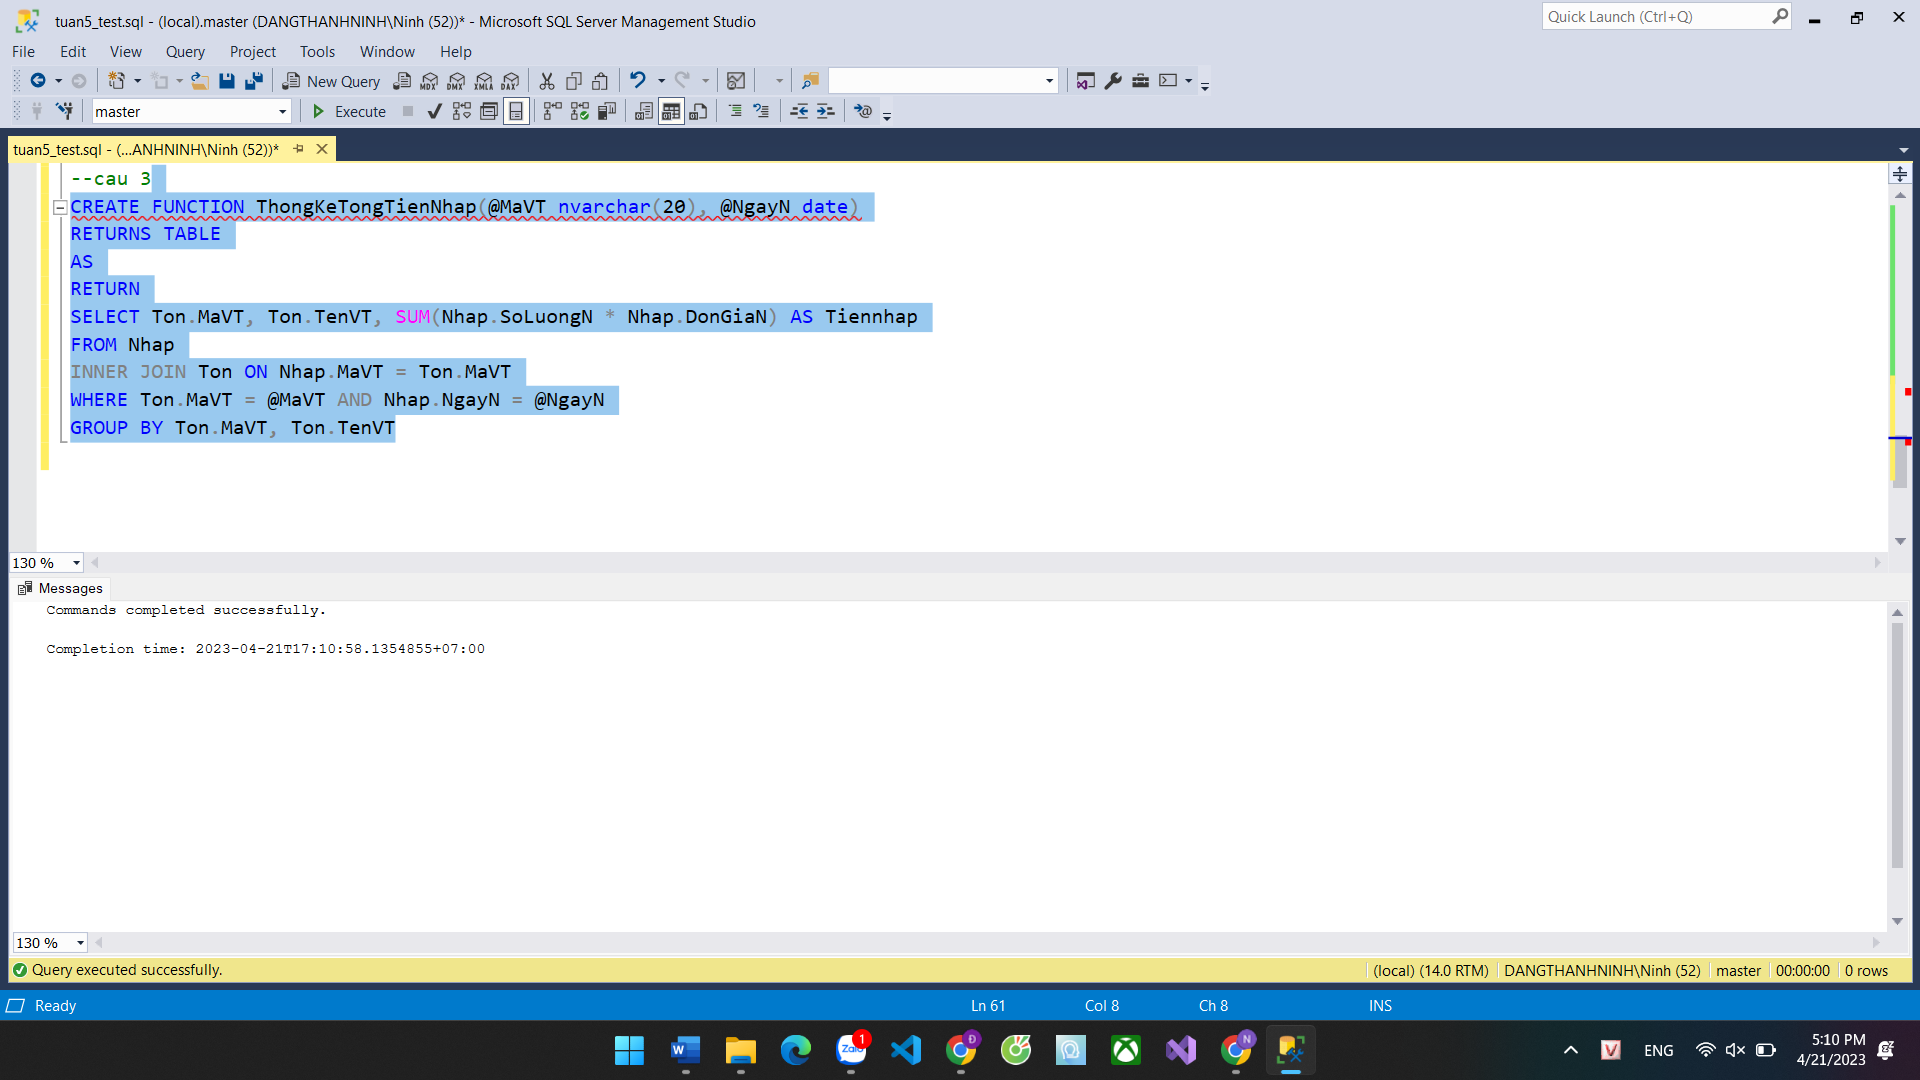 tuan5_test.sql - (local).master (DANGTHANHNINH\Ninh (52))* - Microsoft SQL Server Management Studio
Quick Launch (Ctrl+Q)
File Edit View Query Project Tools Window Help
New Query MDX DMX XMLA DAX
master Execute
tuan5_test.sql - (...ANHNINH\Ninh (52))*
--cau 3
CREATE FUNCTION ThongKeTongTienNhap(@MaVT nvarchar(20), @NgayN date)
RETURNS TABLE
AS
RETURN
SELECT Ton.MaVT, Ton.TenVT, SUM(Nhap.SoLuongN * Nhap.DonGiaN) AS Tiennhap
FROM Nhap
INNER JOIN Ton ON Nhap.MaVT = Ton.MaVT
WHERE Ton.MaVT = @MaVT AND Nhap.NgayN = @NgayN
GROUP BY Ton.MaVT, Ton.TenVT
130 %
Messages
Commands completed successfully.
Completion time: 2023-04-21T17:10:58.1354855+07:00
130 %
Query executed successfully. (local) (14.0 RTM) DANGTHANHNINH\Ninh (52) master 00:00:00 0 rows
Ready Ln 61 Col 8 Ch 8 INS
Zalo 1 Đ N V ENG 5:10 PM
4/21/2023